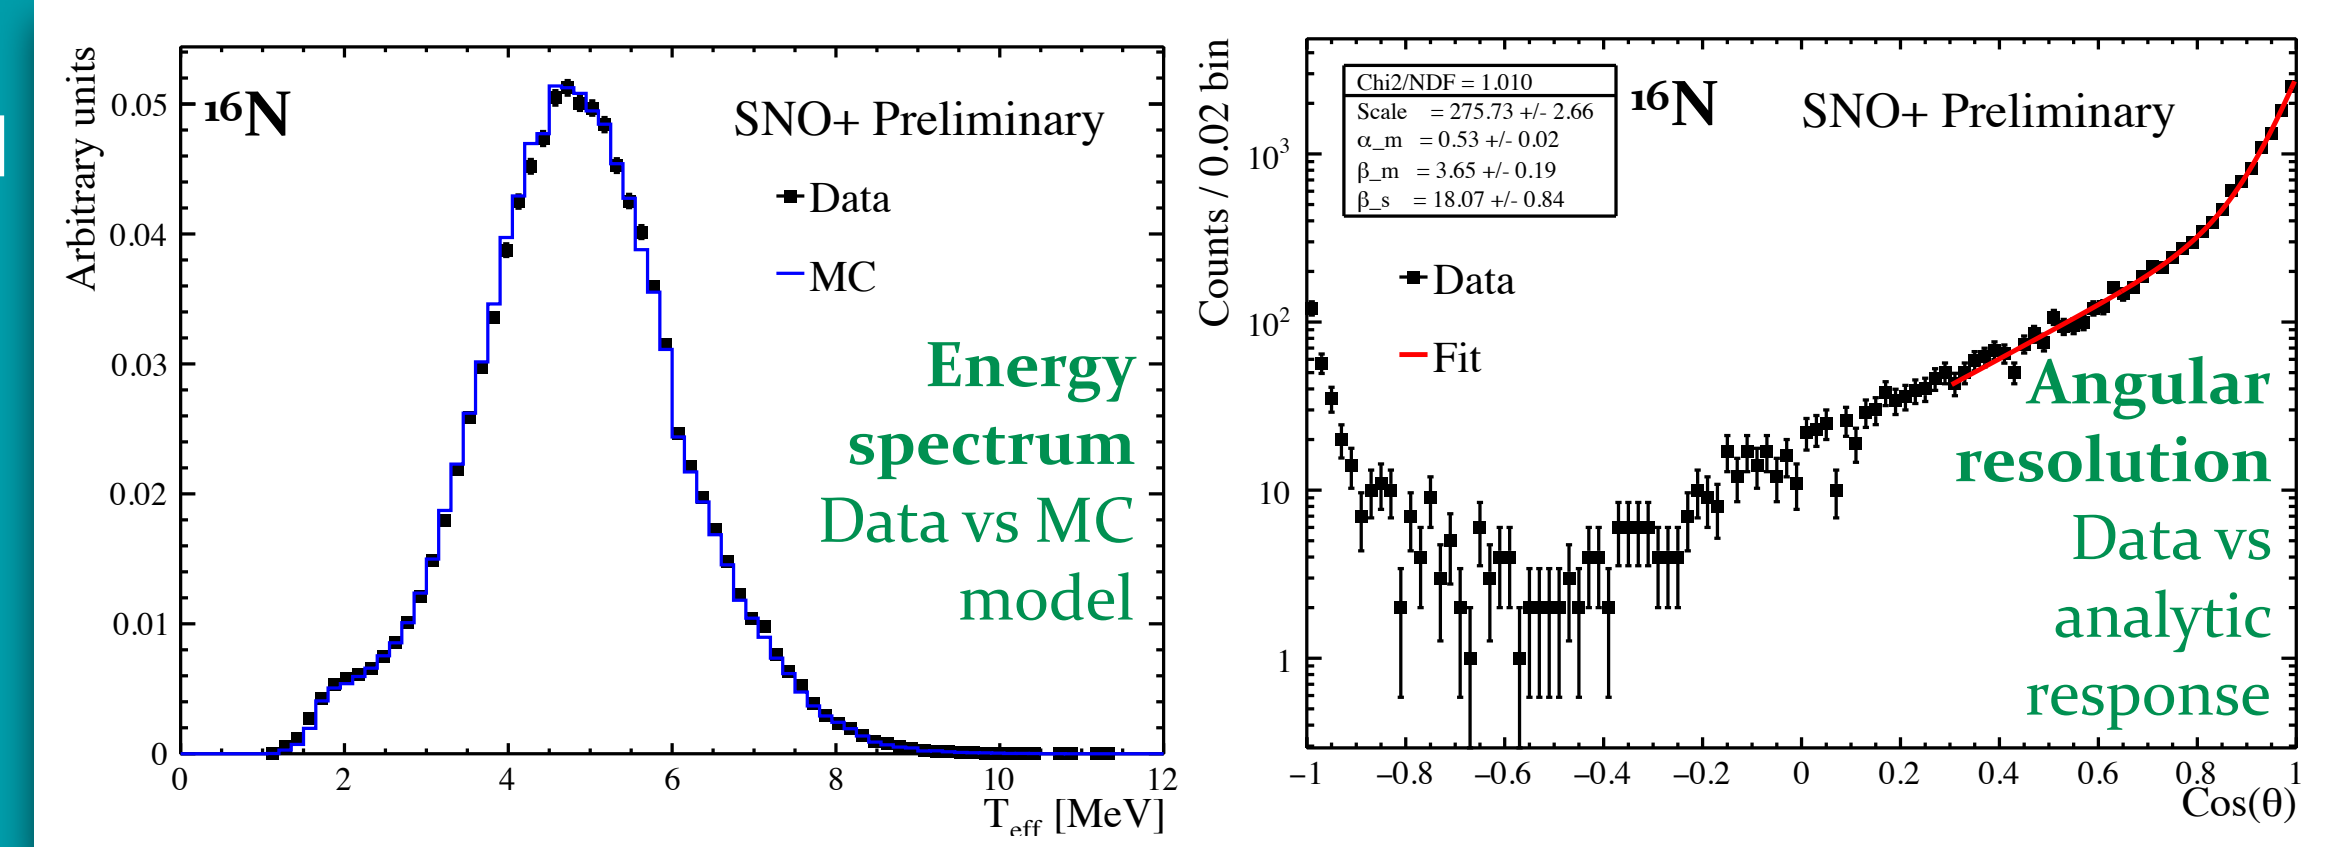 Arbitrary units
0.05
0.04
0.03
0.02
0.01
0
¹⁶N
SNO+ Preliminary
Data
MC
Energy
spectrum
Data vs MC
model
0 2 4 6 8 10 12
T_eff [MeV]
Counts / 0.02 bin
10³
10²
10
1
Chi2/NDF = 1.010
Scale = 275.73 +/- 2.66
α_m = 0.53 +/- 0.02
β_m = 3.65 +/- 0.19
β_s = 18.07 +/- 0.84
¹⁶N
SNO+ Preliminary
Data
Fit
Angular
resolution
Data vs
analytic
response
−1 −0.8 −0.6 −0.4 −0.2 0 0.2 0.4 0.6 0.8 1
Cos(θ)